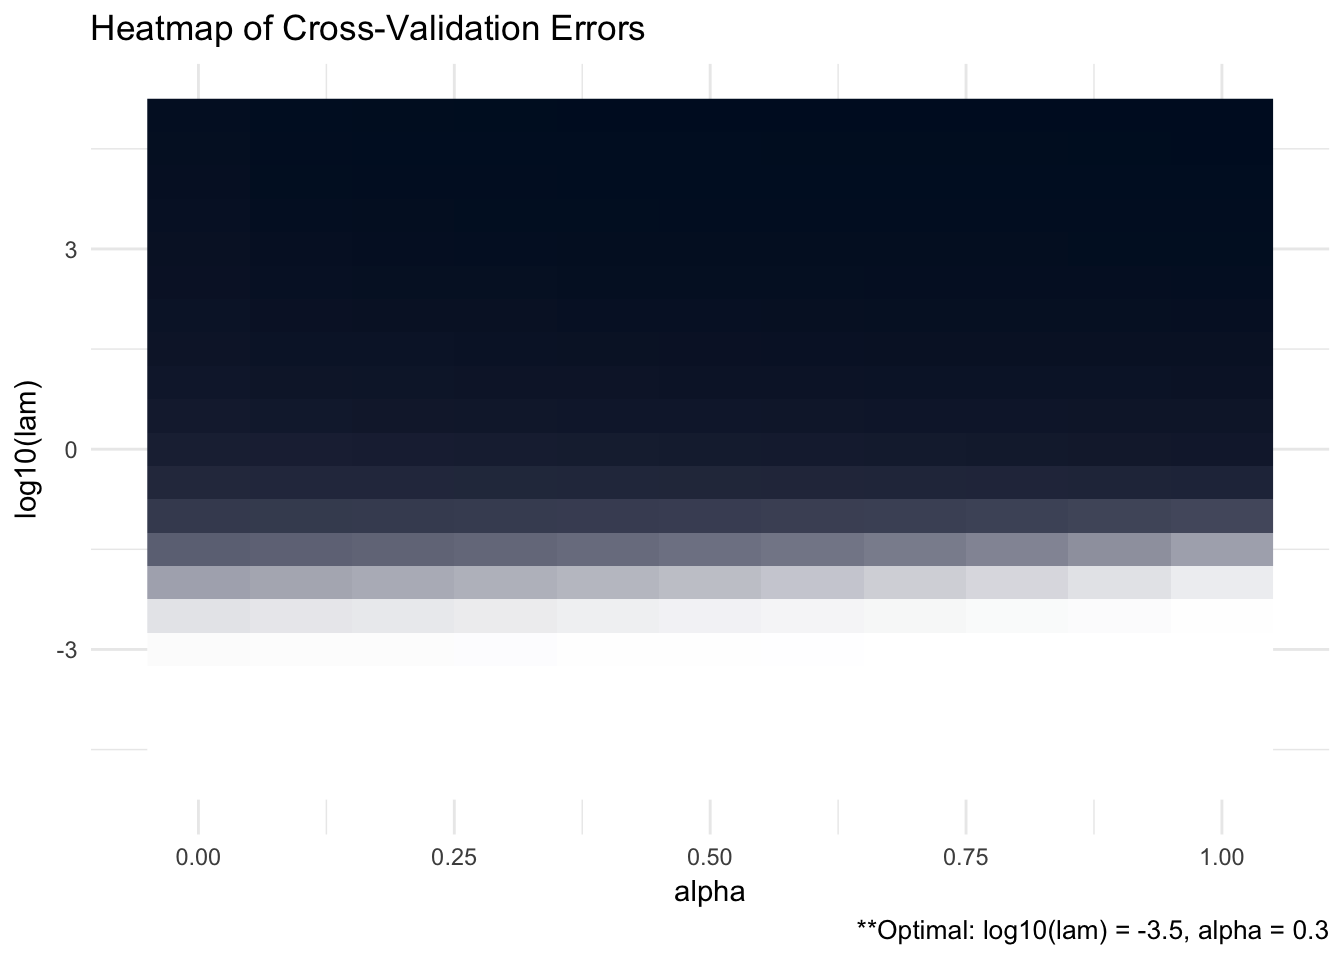 Heatmap of Cross-Validation Errors
3
0
-3
log10(lam)
0.00 0.25 0.50 0.75 1.00
alpha
**Optimal: log10(lam) = -3.5, alpha = 0.3